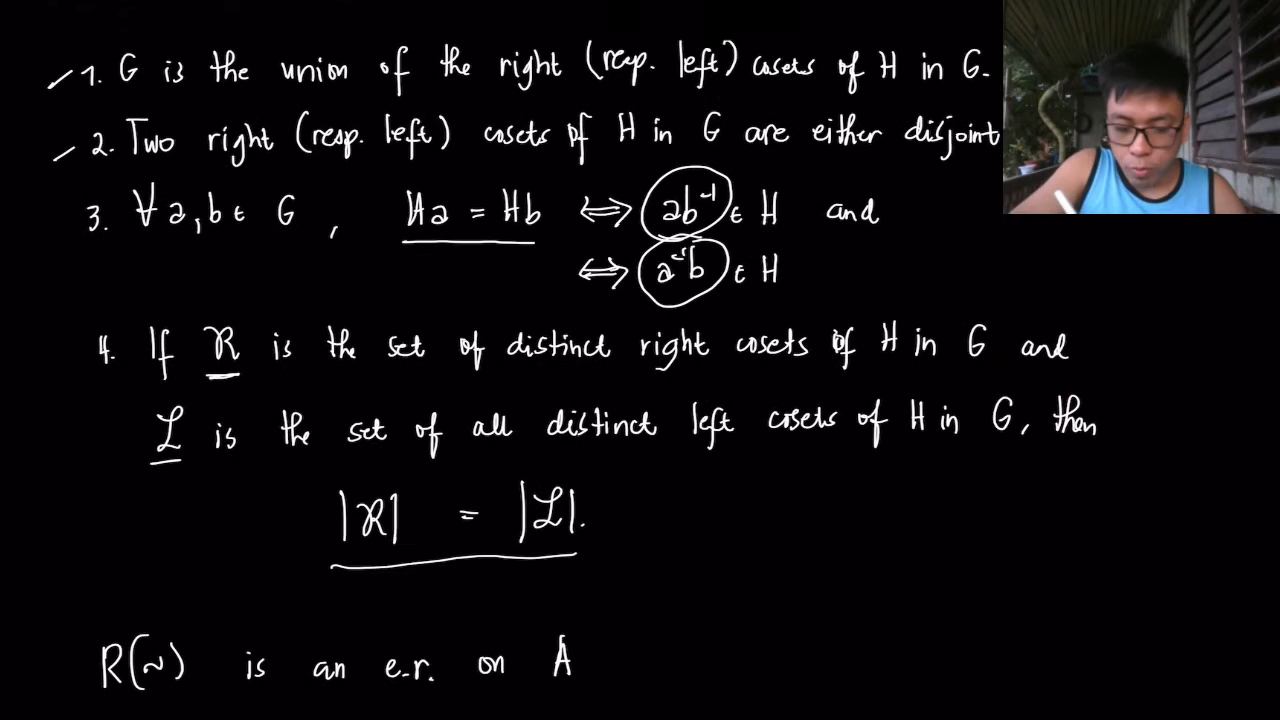 1. G is the union of the right (resp. left) cosets of H in G.
2. Two right (resp. left) cosets of H in G are either disjoint
3. ∀ a, b ∈ G, Ha = Hb ⟺ ab⁻¹ ∈ H and
⟺ a⁻¹b ∈ H
4. If ℛ is the set of distinct right cosets of H in G and
ℒ is the set of all distinct left cosets of H in G, then
|ℛ| = |ℒ|.
R(~) is an e.r. on A